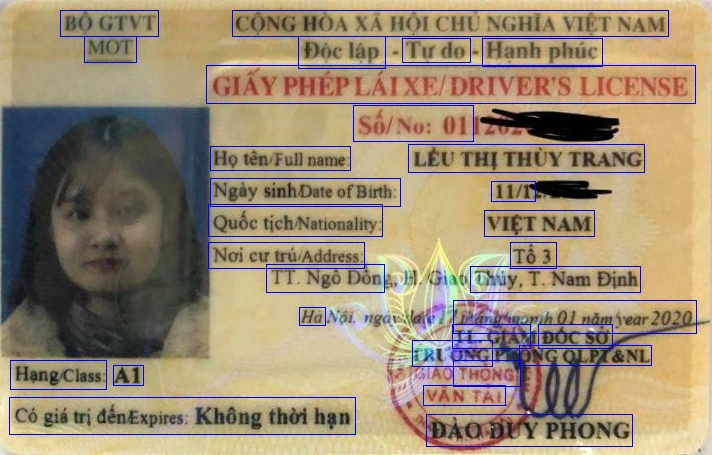 BỘ GTVT
MOT
CỘNG HÒA XÃ HỘI CHỦ NGHĨA VIỆT NAM
Độc lập - Tự do - Hạnh phúc
GIẤY PHÉP LÁI XE/DRIVER'S LICENSE
Số/No: 01120
Họ tên/Full name: LỀU THỊ THÙY TRANG
Ngày sinh/Date of Birth: 11/1
Quốc tịch/Nationality: VIỆT NAM
Nơi cư trú/Address: Tổ 3
TT. Ngô Đồng, H. Giao Thủy, T. Nam Định
Hà Nội, ngày/date 17 tháng/month 01 năm/year 2020
TL. GIÁM ĐỐC SỞ
TRƯỞNG PHÒNG QLPT&NL
GIAO THÔNG
VẬN TẢI
Hạng/Class: A1
Có giá trị đến/Expires: Không thời hạn
ĐÀO DUY PHONG